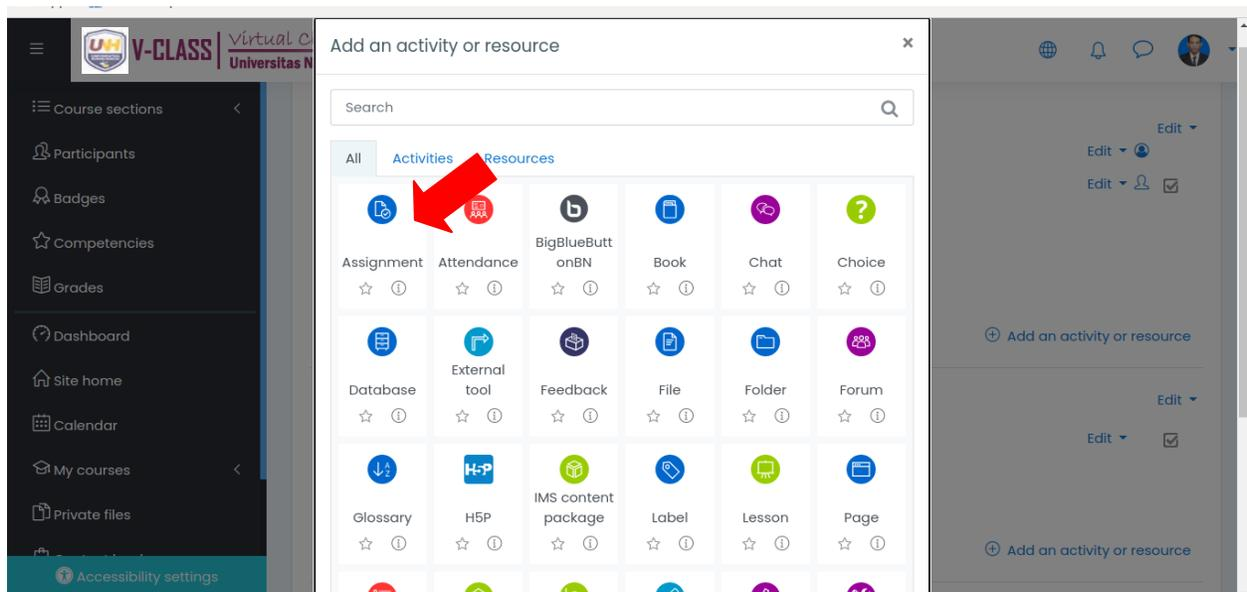 V-CLASS
Virtual C
Universitas N
Course sections
Participants
Badges
Competencies
Grades
Dashboard
Site home
Calendar
My courses
Private files
Accessibility settings
Add an activity or resource
×
Search
All Activities Resources
Assignment Attendance BigBlueButt
onBN Book Chat Choice
Database External
tool Feedback File Folder Forum
Glossary H5P IMS content
package Label Lesson Page
Edit
Edit
Edit
Add an activity or resource
Edit
Edit
Add an activity or resource